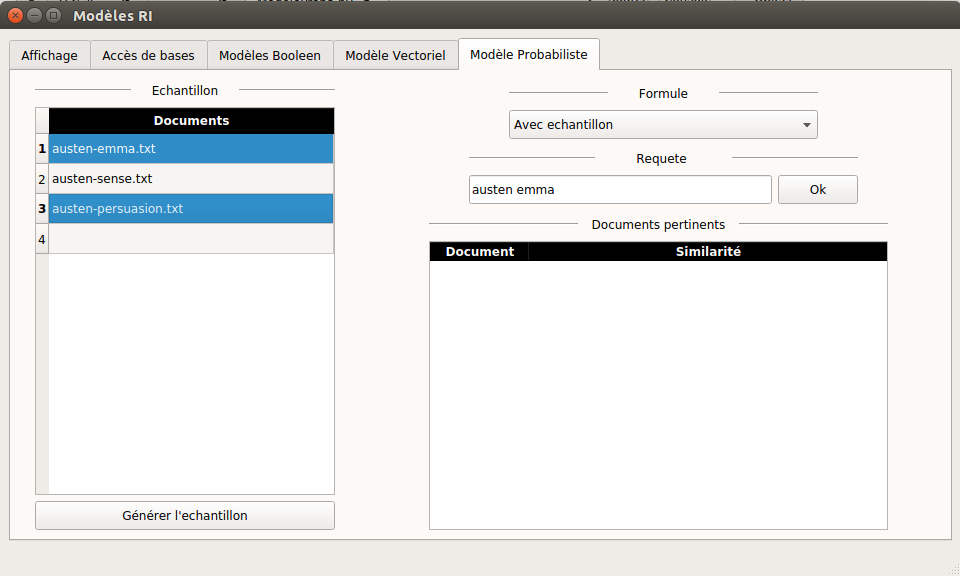 Modèles RI
Affichage
Accès de bases
Modèles Booleen
Modèle Vectoriel
Modèle Probabiliste
Echantillon
Documents
1 austen-emma.txt
2 austen-sense.txt
3 austen-persuasion.txt
4
Générer l'echantillon
Formule
Avec echantillon
Requete
austen emma
Ok
Documents pertinents
Document Similarité